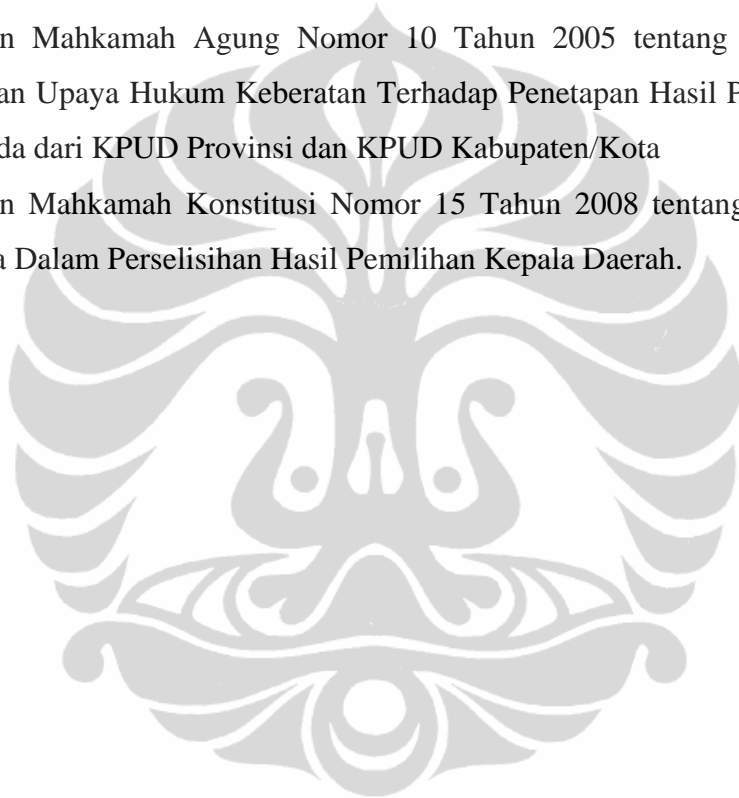 n Mahkamah Agung Nomor 10 Tahun 2005 tentang
an Upaya Hukum Keberatan Terhadap Penetapan Hasil P
da dari KPUD Provinsi dan KPUD Kabupaten/Kota
n Mahkamah Konstitusi Nomor 15 Tahun 2008 tentang
a Dalam Perselisihan Hasil Pemilihan Kepala Daerah.